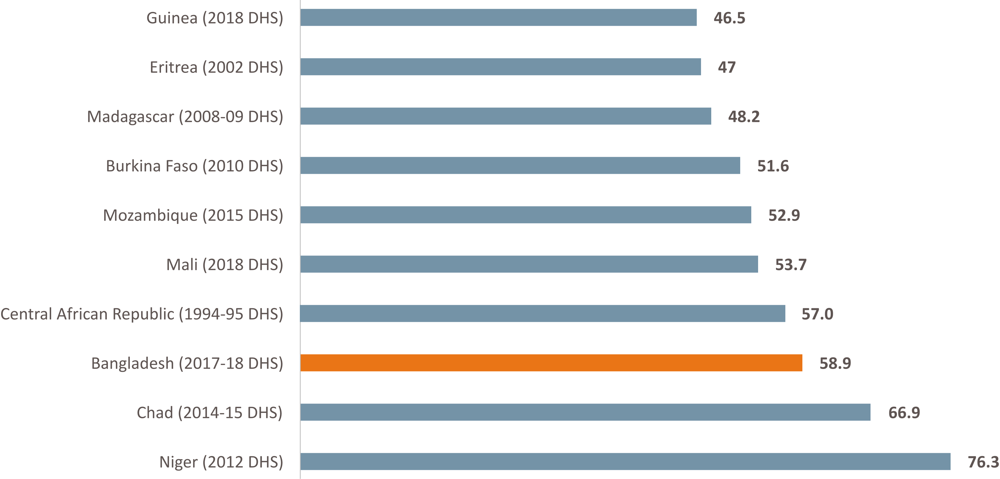 Guinea (2018 DHS) 46.5
Eritrea (2002 DHS) 47
Madagascar (2008-09 DHS) 48.2
Burkina Faso (2010 DHS) 51.6
Mozambique (2015 DHS) 52.9
Mali (2018 DHS) 53.7
Central African Republic (1994-95 DHS) 57.0
Bangladesh (2017-18 DHS) 58.9
Chad (2014-15 DHS) 66.9
Niger (2012 DHS) 76.3